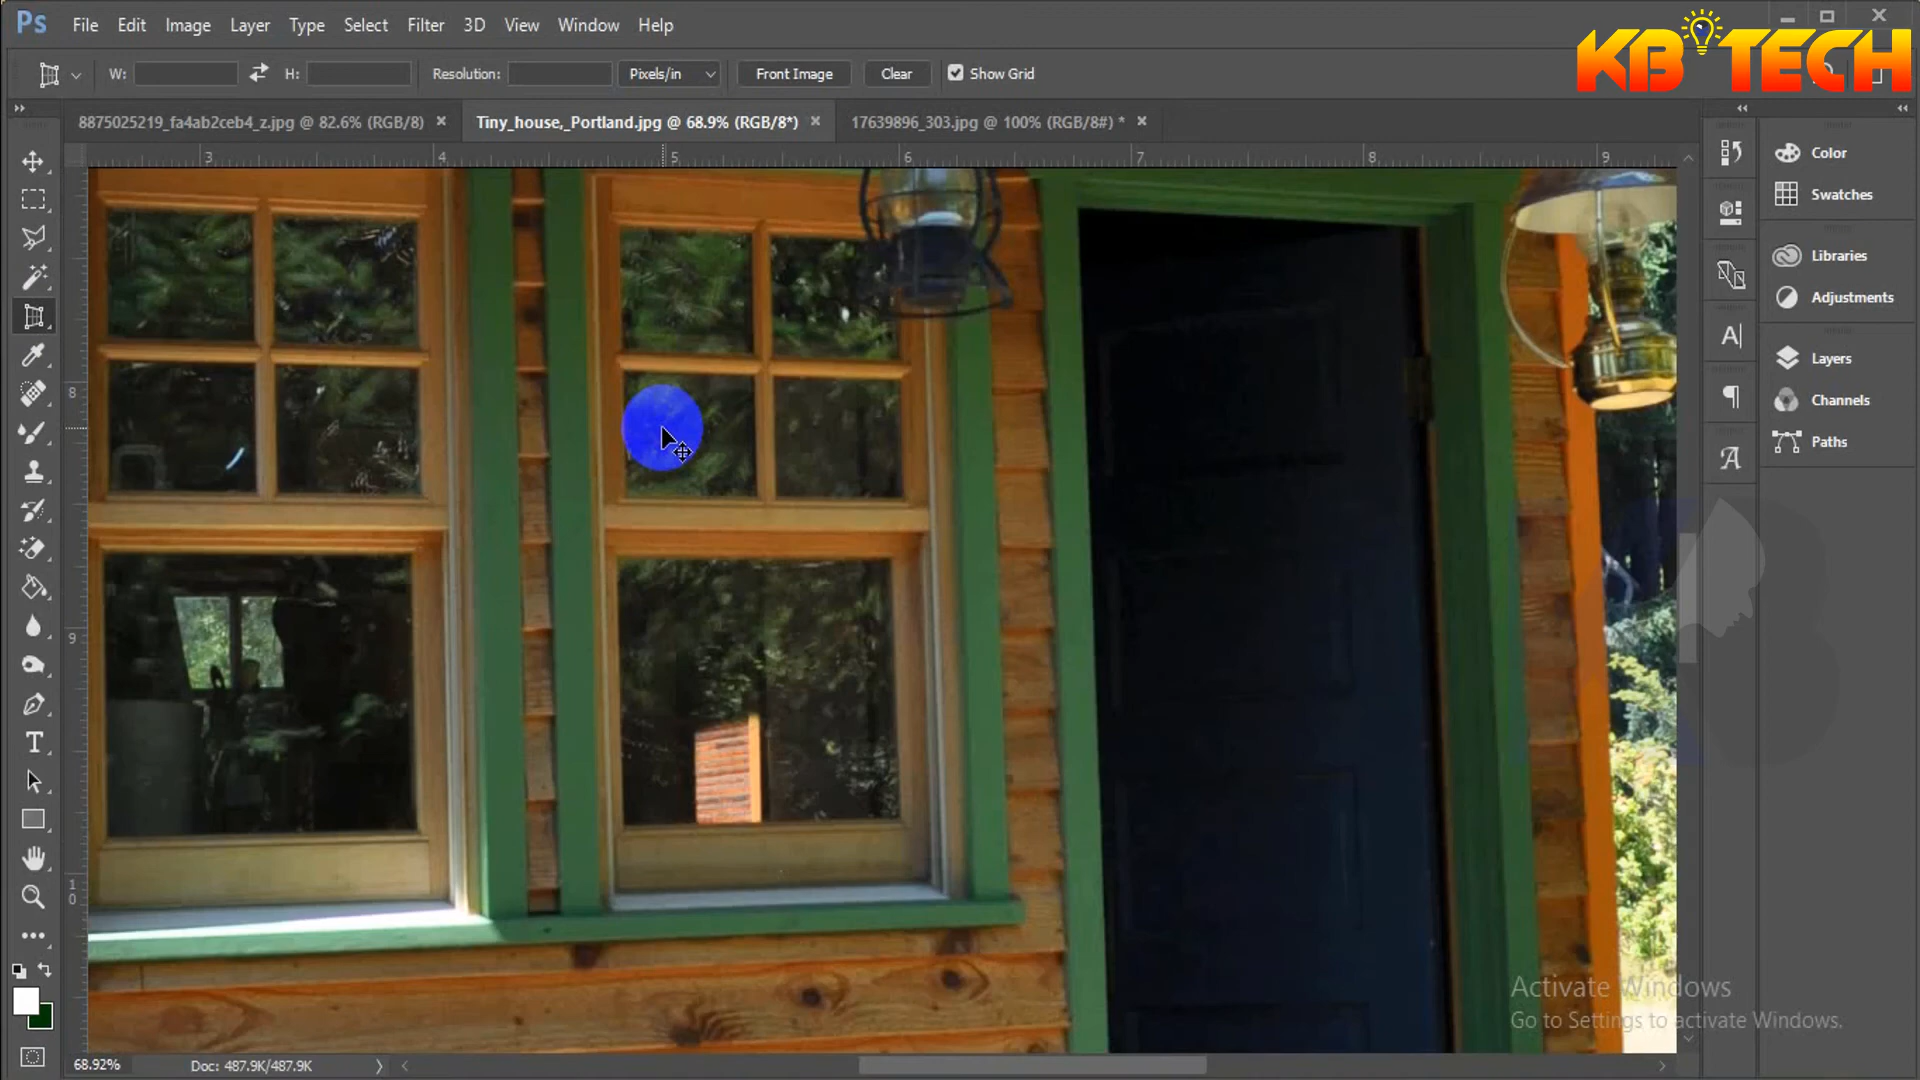 Ps File Edit Image Layer Type Select Filter 3D View Window Help
KB TECH
W: H: Resolution: Pixels/in Front Image Clear Show Grid
8875025219_fa4ab2ceb4_z.jpg @ 82.6% (RGB/8) Tiny_house,_Portland.jpg @ 68.9% (RGB/8*) 17639896_303.jpg @ 100% (RGB/8#) *
3 4 5 6 7 8 9
8
9
10
Color
Swatches
Libraries
Adjustments
Layers
Channels
Paths
Activate Windows
Go to Settings to activate Windows.
68.92% Doc: 487.9K/487.9K